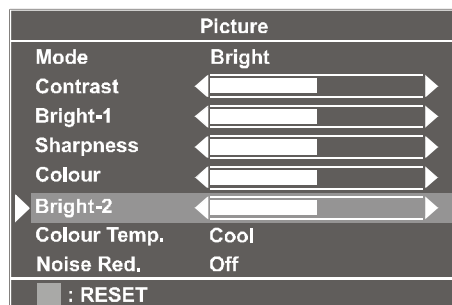 Picture
Mode Bright
Contrast
Bright-1
Sharpness
Colour
Bright-2
Colour Temp. Cool
Noise Red. Off
: RESET